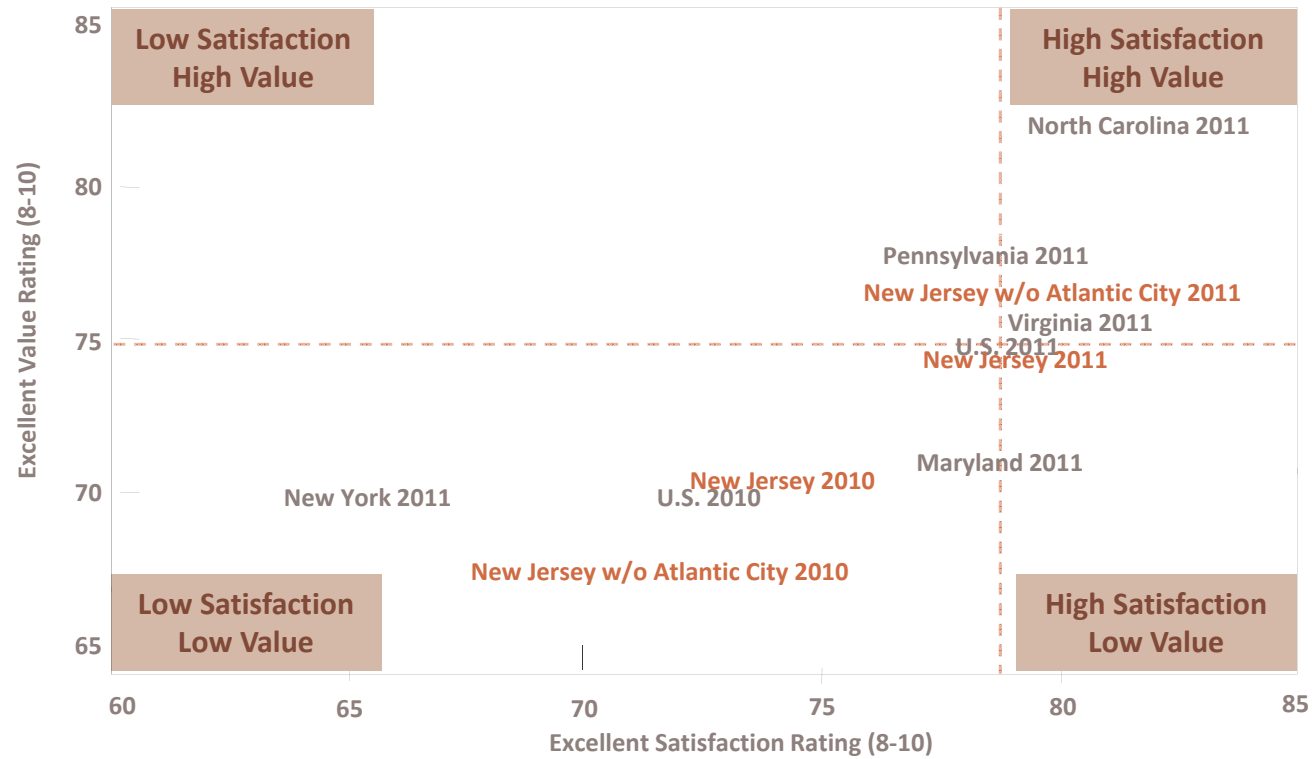 85
Low Satisfaction
High Value
High Satisfaction
High Value
North Carolina 2011
80
Pennsylvania 2011
New Jersey w/o Atlantic City 2011
Virginia 2011
75
U.S. 2011
New Jersey 2011
Maryland 2011
New Jersey 2010
70
New York 2011
U.S. 2010
New Jersey w/o Atlantic City 2010
Low Satisfaction
Low Value
High Satisfaction
Low Value
65
Excellent Value Rating (8-10)
60
65
70
75
80
85
Excellent Satisfaction Rating (8-10)